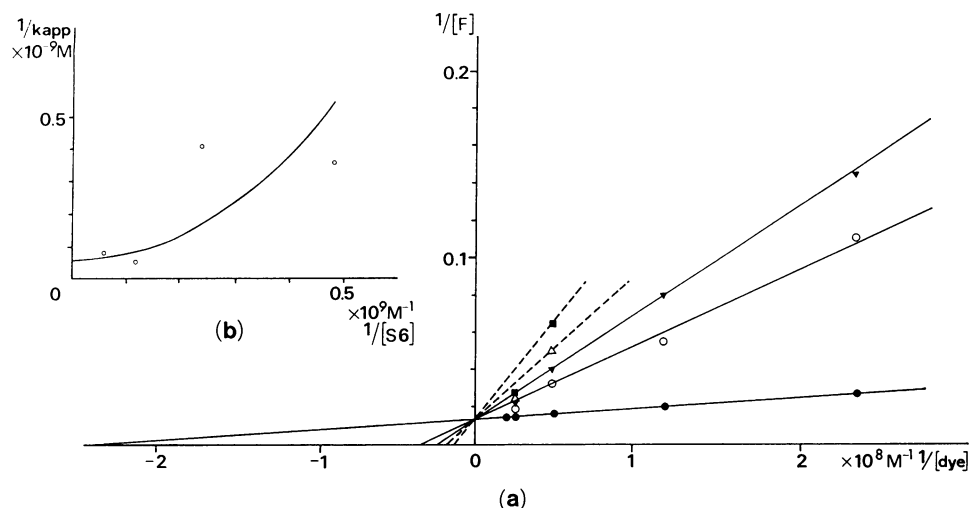 1/kapp
×10⁻⁹M
0.5
0
0.5
×10⁹M⁻¹
1/[S6]
(b)
1/[F]
0.2
0.1
-2
-1
0
1
2
×10⁸ M⁻¹ 1/[dye]
(a)